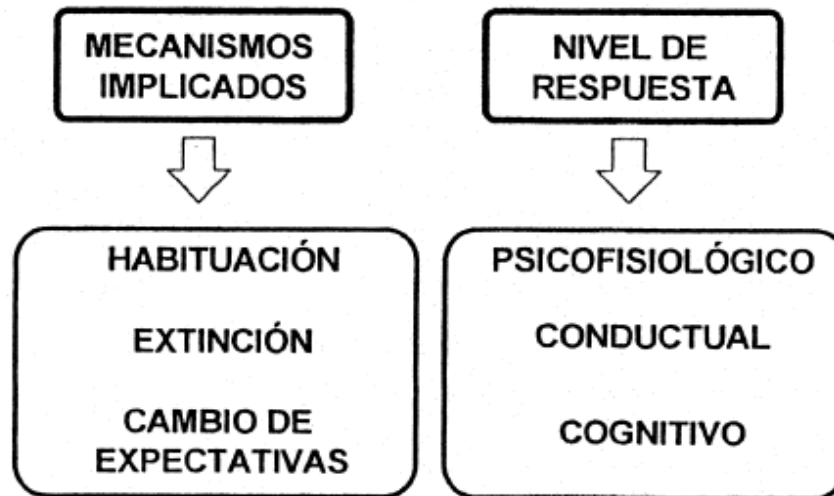 MECANISMOS
IMPLICADOS
NIVEL DE
RESPUESTA
HABITUACIÓN
EXTINCIÓN
CAMBIO DE
EXPECTATIVAS
PSICOFISIOLÓGICO
CONDUCTUAL
COGNITIVO